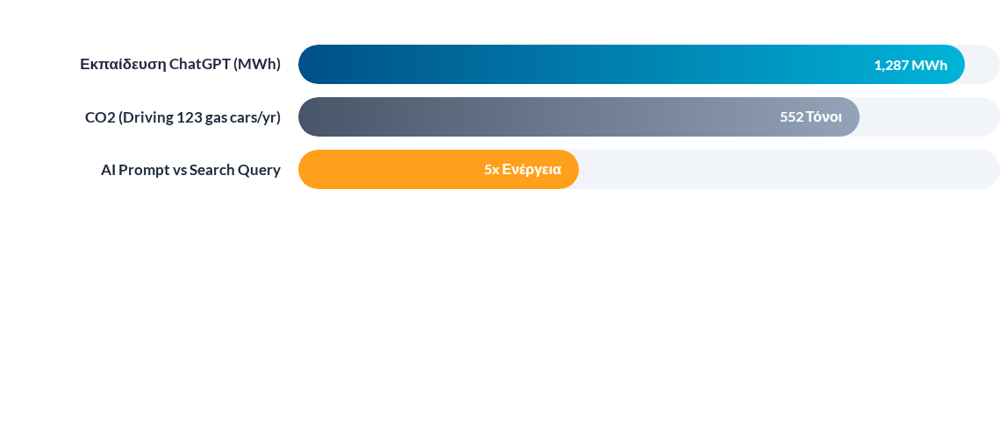 Εκπαίδευση ChatGPT (MWh) 1,287 MWh
CO2 (Driving 123 gas cars/yr) 552 Τόνοι
AI Prompt vs Search Query 5x Ενέργεια